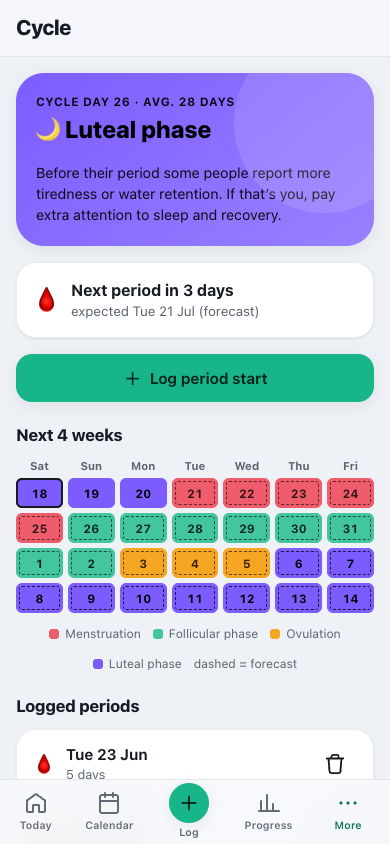 Cycle
CYCLE DAY 26 · AVG. 28 DAYS
🌙 Luteal phase
Before their period some people report more
tiredness or water retention. If that's you, pay
extra attention to sleep and recovery.
Next period in 3 days
expected Tue 21 Jul (forecast)
+ Log period start
Next 4 weeks
Sat Sun Mon Tue Wed Thu Fri
18 19 20 21 22 23 24
25 26 27 28 29 30 31
1 2 3 4 5 6 7
8 9 10 11 12 13 14
Menstruation Follicular phase Ovulation
Luteal phase dashed = forecast
Logged periods
Tue 23 Jun
5 days
Today Calendar Log Progress More